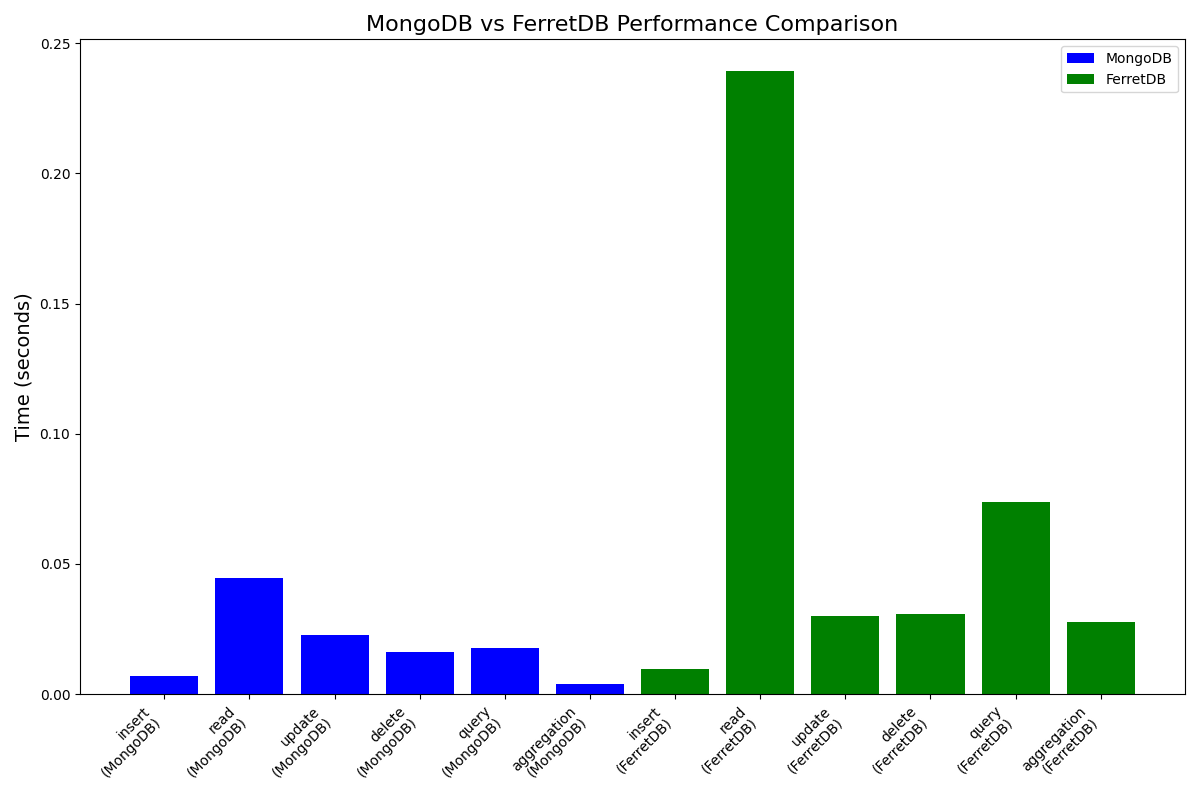 MongoDB vs FerretDB Performance Comparison
MongoDB
FerretDB
Time (seconds)
0.25
0.20
0.15
0.10
0.05
0.00
insert
(MongoDB)
read
(MongoDB)
update
(MongoDB)
delete
(MongoDB)
query
(MongoDB)
aggregation
(MongoDB)
insert
(FerretDB)
read
(FerretDB)
update
(FerretDB)
delete
(FerretDB)
query
(FerretDB)
aggregation
(FerretDB)